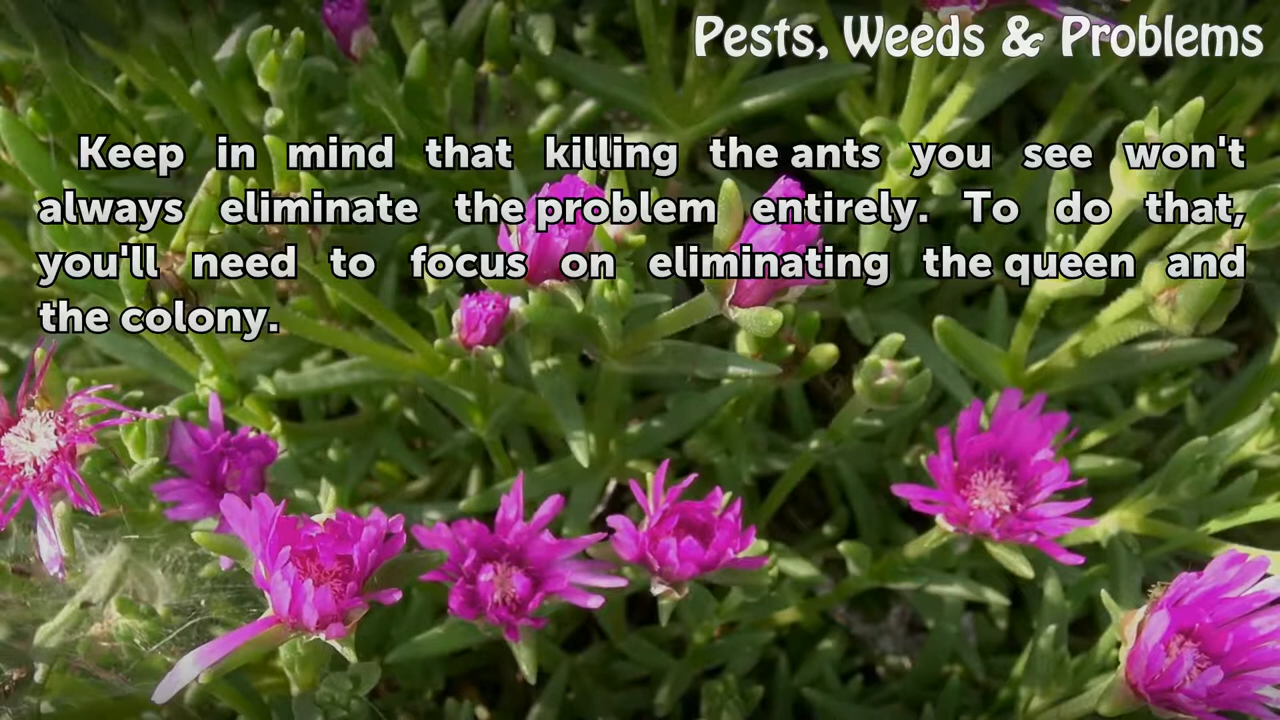 Pests, Weeds & Problems
Keep in mind that killing the ants you see won't
always eliminate the problem entirely. To do that,
you'll need to focus on eliminating the queen and
the colony.